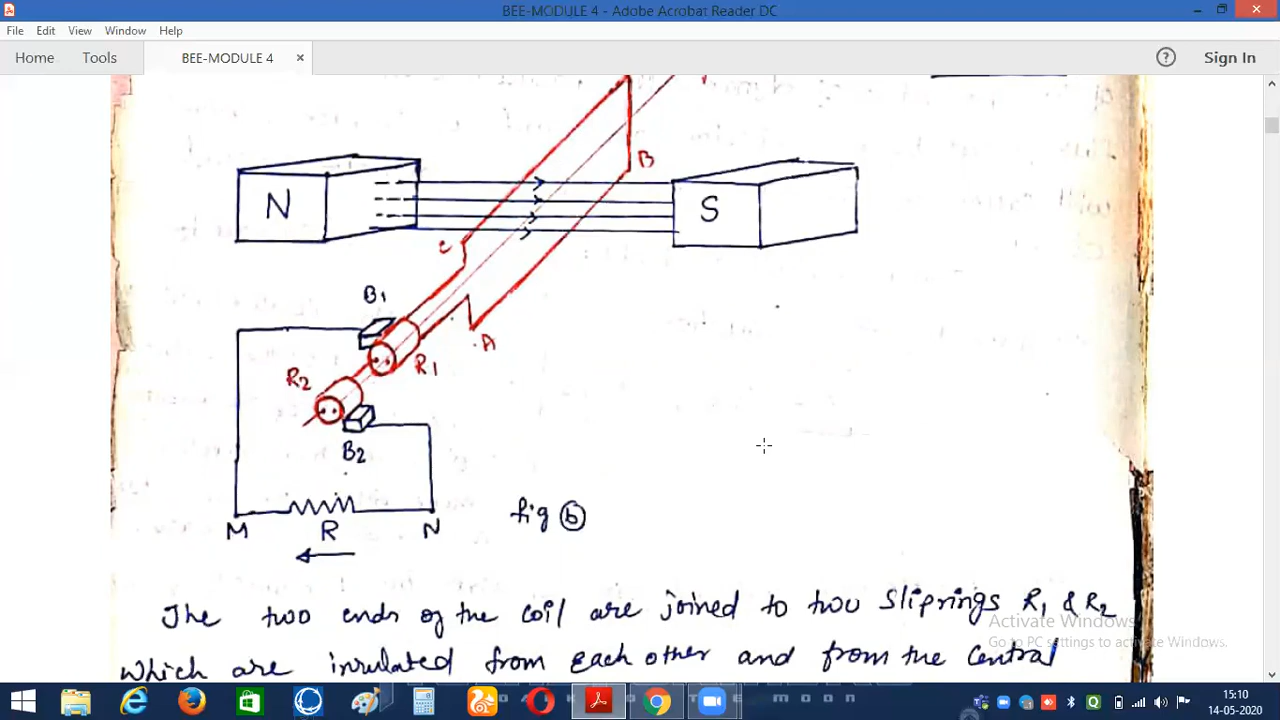 BEE-MODULE 4 - Adobe Acrobat Reader DC
File Edit View Window Help
Home Tools BEE-MODULE 4 × ? Sign In
B
N
S
C
B1
A
R1
R2
B2
M R N
fig b
The two ends of the coil are joined to two sliprings R1 & R2
which are insulated from each other and from the central
Activate Windows
Go to PC settings to activate Windows.
15:10
14-05-2020